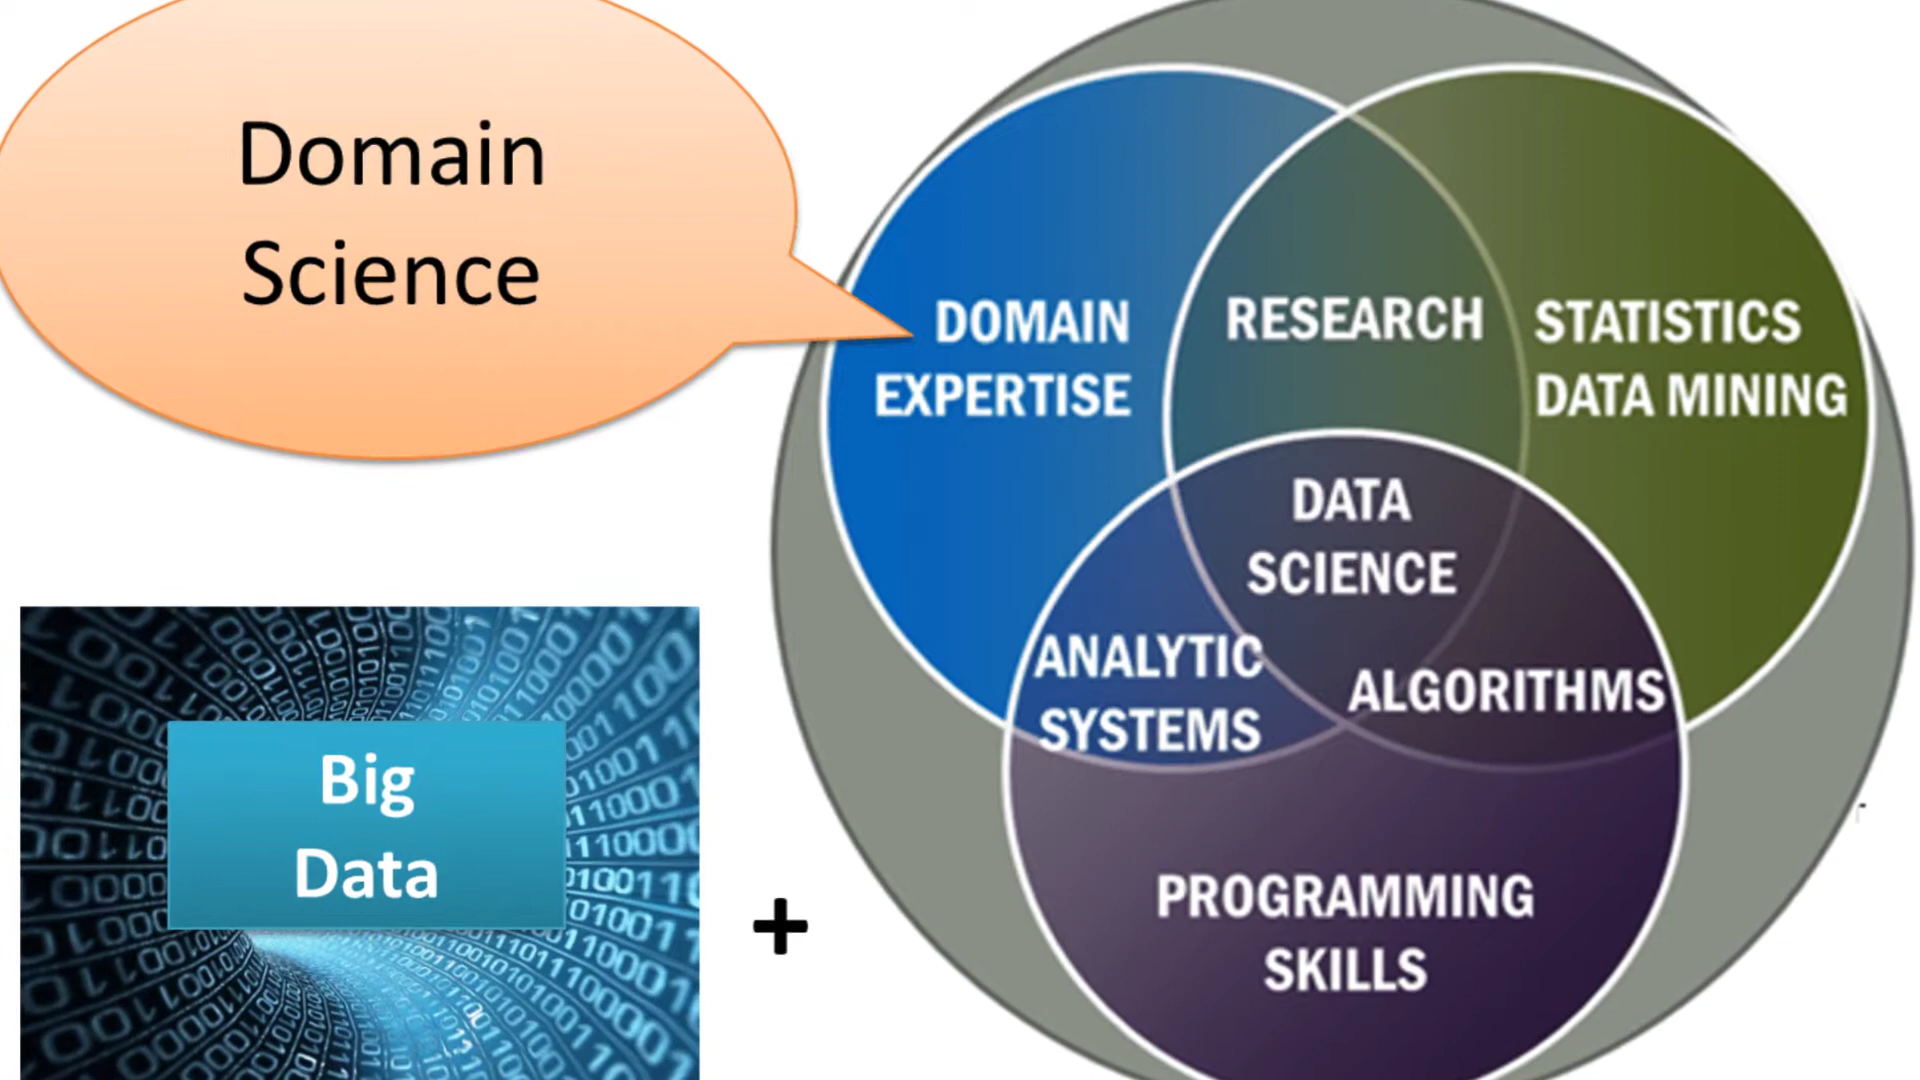 Domain
Science
DOMAIN
EXPERTISE
RESEARCH
STATISTICS
DATA MINING
DATA
SCIENCE
ANALYTIC
SYSTEMS
ALGORITHMS
PROGRAMMING
SKILLS
Big
Data
+